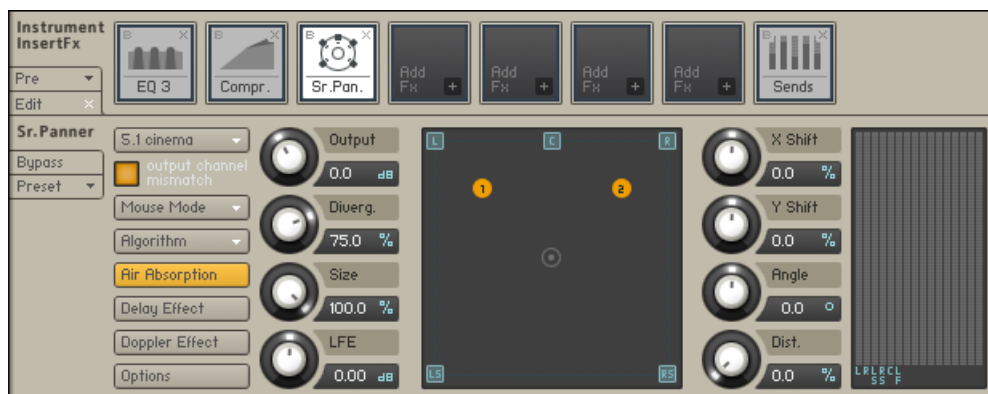 Instrument
InsertFx
Pre
Edit ×
B × EQ 3
B × Compr.
B × Sr.Pan.
Add Fx +
Add Fx +
Add Fx +
Add Fx +
B × Sends
Sr.Panner
Bypass
Preset
5.1 cinema
output channel
mismatch
Mouse Mode
Algorithm
Air Absorption
Delay Effect
Doppler Effect
Options
Output
0.0 dB
Diverg.
75.0 %
Size
100.0 %
LFE
0.00 dB
L C R
1 2
LS RS
X Shift
0.0 %
Y Shift
0.0 %
Angle
0.0 °
Dist.
0.0 %
LRLRCL
SS F